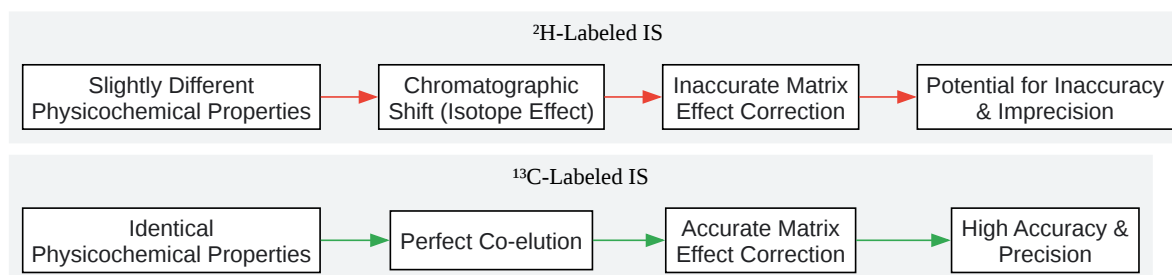 ²H-Labeled IS
Slightly Different
Physicochemical Properties
Chromatographic
Shift (Isotope Effect)
Inaccurate Matrix
Effect Correction
Potential for Inaccuracy
& Imprecision
¹³C-Labeled IS
Identical
Physicochemical Properties
Perfect Co-elution
Accurate Matrix
Effect Correction
High Accuracy &
Precision